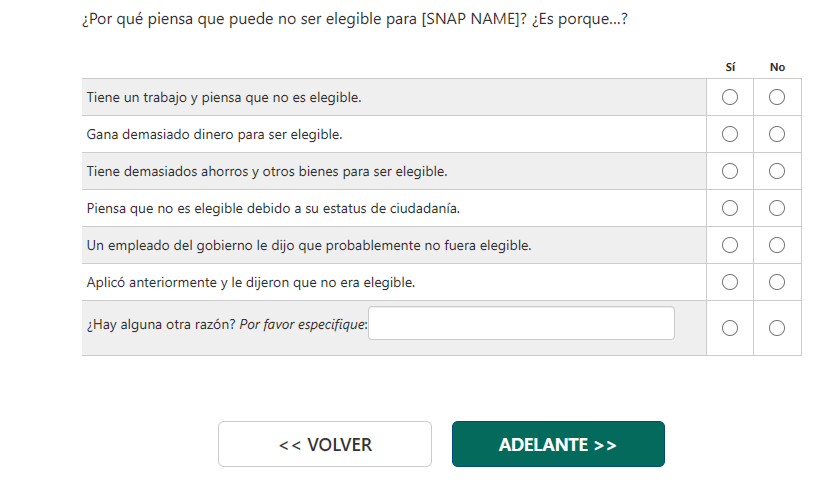 ¿Por qué piensa que puede no ser elegible para [SNAP NAME]? ¿Es porque...?
Sí No
Tiene un trabajo y piensa que no es elegible.
Gana demasiado dinero para ser elegible.
Tiene demasiados ahorros y otros bienes para ser elegible.
Piensa que no es elegible debido a su estatus de ciudadanía.
Un empleado del gobierno le dijo que probablemente no fuera elegible.
Aplicó anteriormente y le dijeron que no era elegible.
¿Hay alguna otra razón? Por favor especifique:
<< VOLVER ADELANTE >>